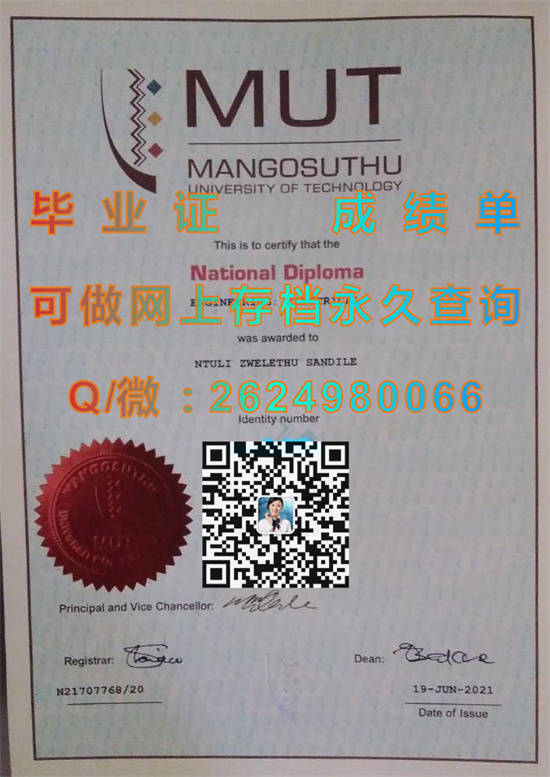 MUT
MANGOSUTHU
UNIVERSITY OF TECHNOLOGY
毕业证 成绩单
This is to certify that the
National Diploma
可做网上存档永久查询
was awarded to
NTULI ZWELETHU SANDILE
Q/微:2624980066
Identity number
MANGOSUTHU
MUT
Principal and Vice Chancellor:
Registrar:
Dean:
N21707768/20
19-JUN-2021
Date of Issue